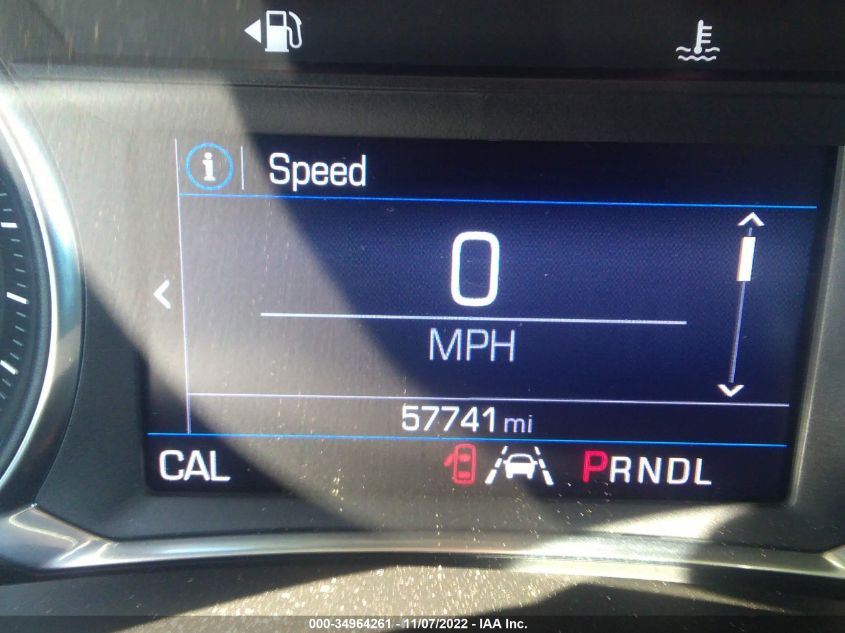 i Speed
0
MPH
57741 mi
CAL PRNDL
000-34964261 - 11/07/2022 - IAA Inc.